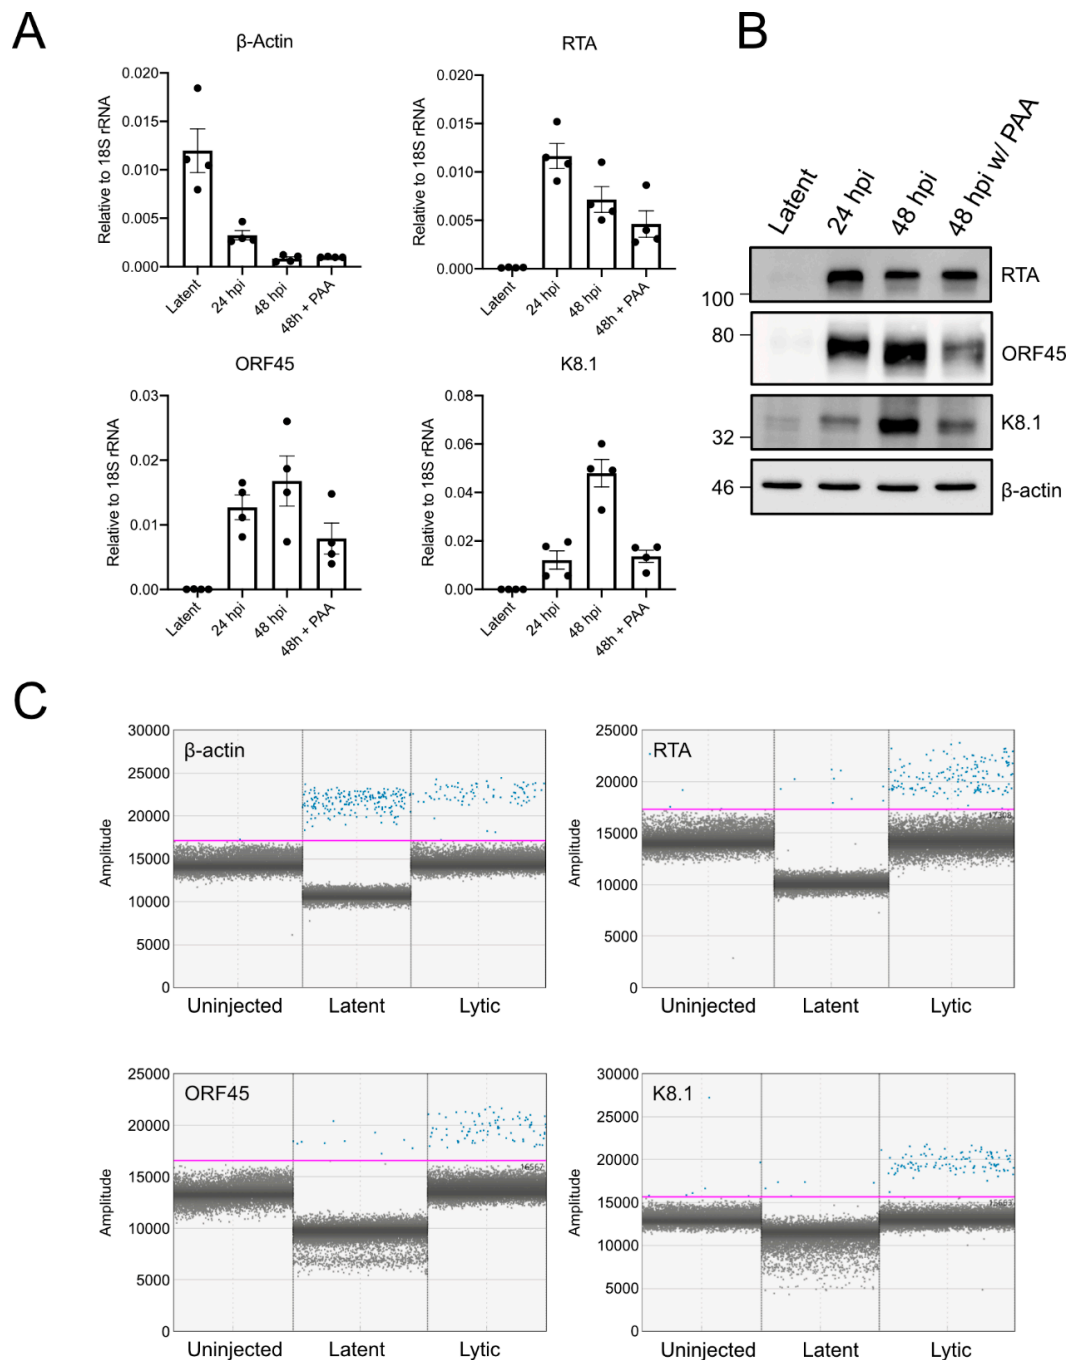 A
B
β-Actin
RTA
Relative to 18S rRNA
0.020
0.015
0.010
0.005
0.000
Latent
24 hpi
48 hpi
48h + PAA
Relative to 18S rRNA
0.020
0.015
0.010
0.005
0.000
Latent
24 hpi
48 hpi
48h + PAA
ORF45
K8.1
Relative to 18S rRNA
0.03
0.02
0.01
0.00
Latent
24 hpi
48 hpi
48h + PAA
Relative to 18S rRNA
0.08
0.06
0.04
0.02
0.00
Latent
24 hpi
48 hpi
48h + PAA
Latent
24 hpi
48 hpi
48 hpi w/ PAA
100
RTA
80
ORF45
32
K8.1
46
β-actin
C
β-actin
Amplitude
30000
25000
20000
15000
10000
5000
0
Uninjected Latent Lytic
RTA
Amplitude
25000
20000
15000
10000
5000
0
Uninjected Latent Lytic
ORF45
Amplitude
25000
20000
15000
10000
5000
0
16567
Uninjected Latent Lytic
K8.1
Amplitude
30000
25000
20000
15000
10000
5000
0
Uninjected Latent Lytic